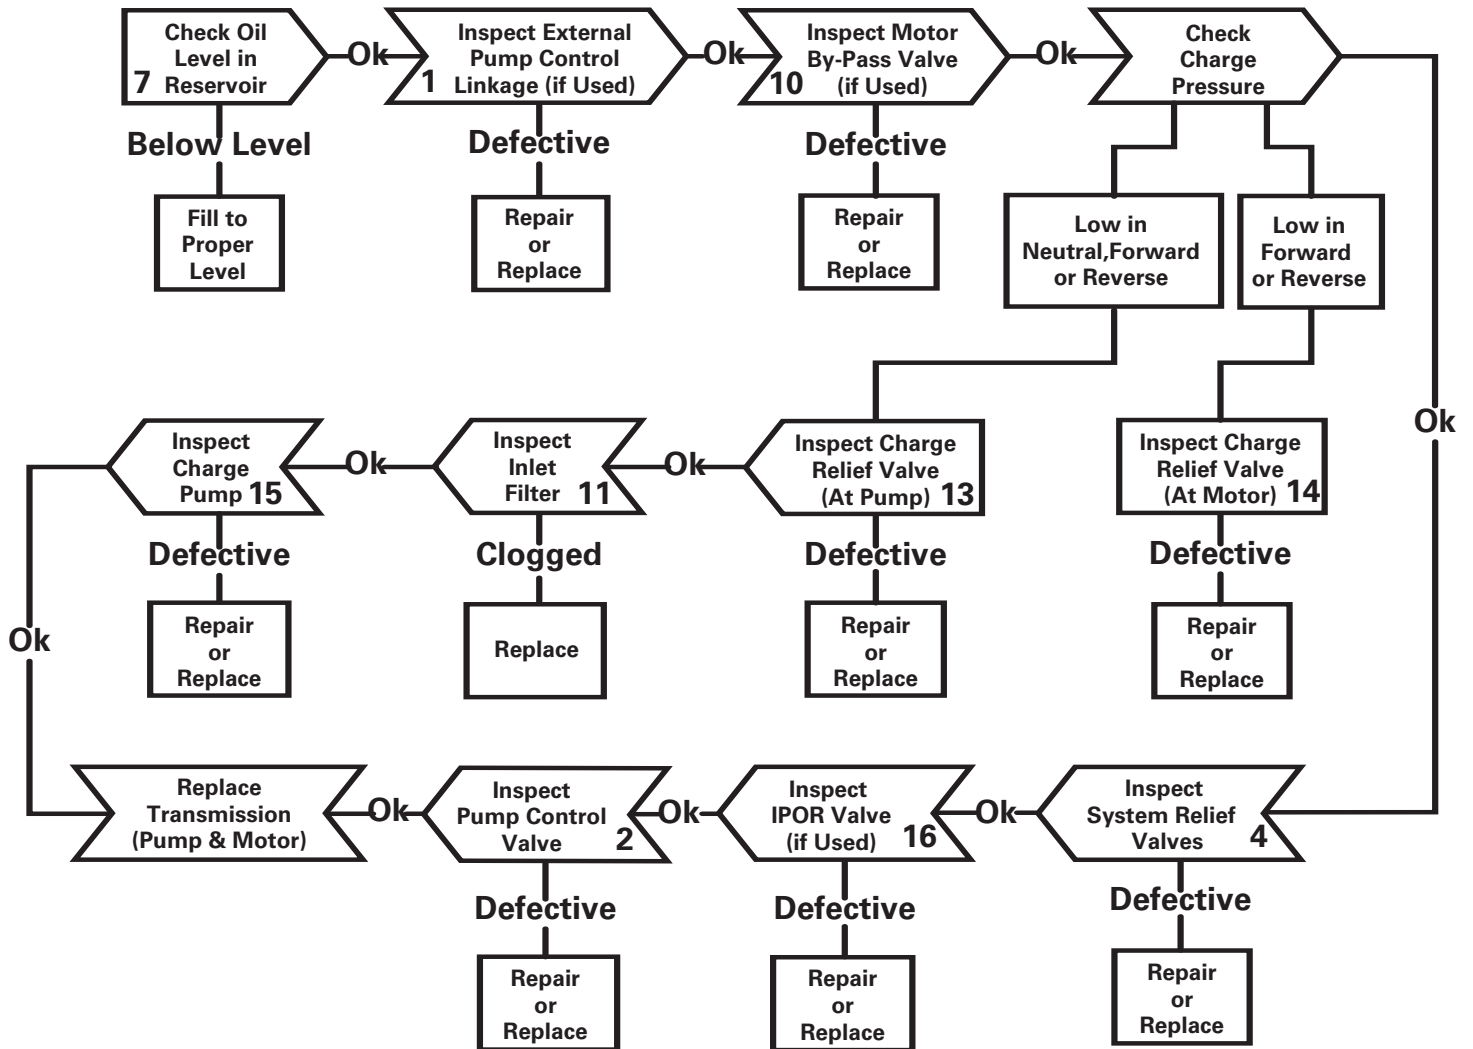 Check Oil
Level in
7 Reservoir
Ok
Inspect External
Pump Control
1 Linkage (if Used)
Ok
Inspect Motor
By-Pass Valve
10 (if Used)
Ok
Check
Charge
Pressure
Below Level
Defective
Defective
Fill to
Proper
Level
Repair
or
Replace
Repair
or
Replace
Low in
Neutral,Forward
or Reverse
Low in
Forward
or Reverse
Ok
Inspect
Charge
Pump 15
Ok
Inspect
Inlet
Filter 11
Ok
Inspect Charge
Relief Valve
(At Pump) 13
Inspect Charge
Relief Valve
(At Motor) 14
Defective
Clogged
Defective
Defective
Ok
Repair
or
Replace
Replace
Repair
or
Replace
Repair
or
Replace
Replace
Transmission
(Pump & Motor)
Ok
Inspect
Pump Control
Valve 2
Ok
Inspect
IPOR Valve
(if Used) 16
Ok
Inspect
System Relief
Valves 4
Defective
Defective
Defective
Repair
or
Replace
Repair
or
Replace
Repair
or
Replace